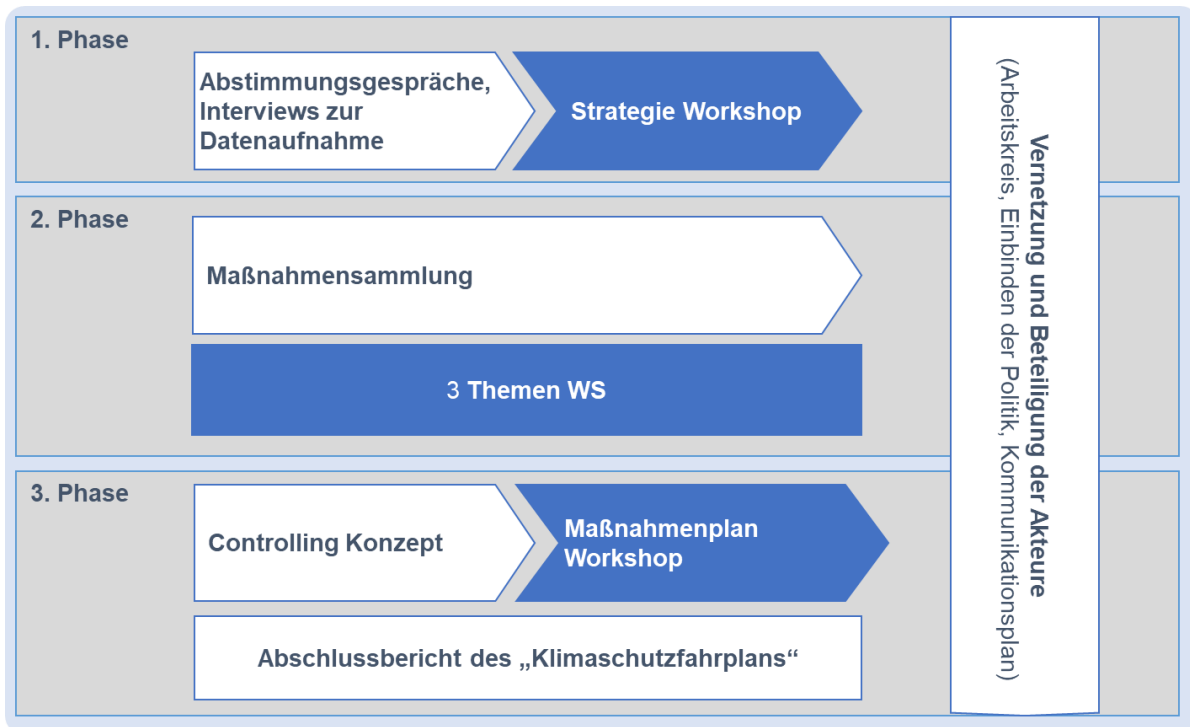 1. Phase
Abstimmungsgespräche,
Interviews zur
Datenaufnahme
Strategie Workshop
2. Phase
Maßnahmensammlung
3 Themen WS
3. Phase
Controlling Konzept
Maßnahmenplan
Workshop
Abschlussbericht des „Klimaschutzfahrplans“
Vernetzung und Beteiligung der Akteure
(Arbeitskreis, Einbinden der Politik, Kommunikationsplan)